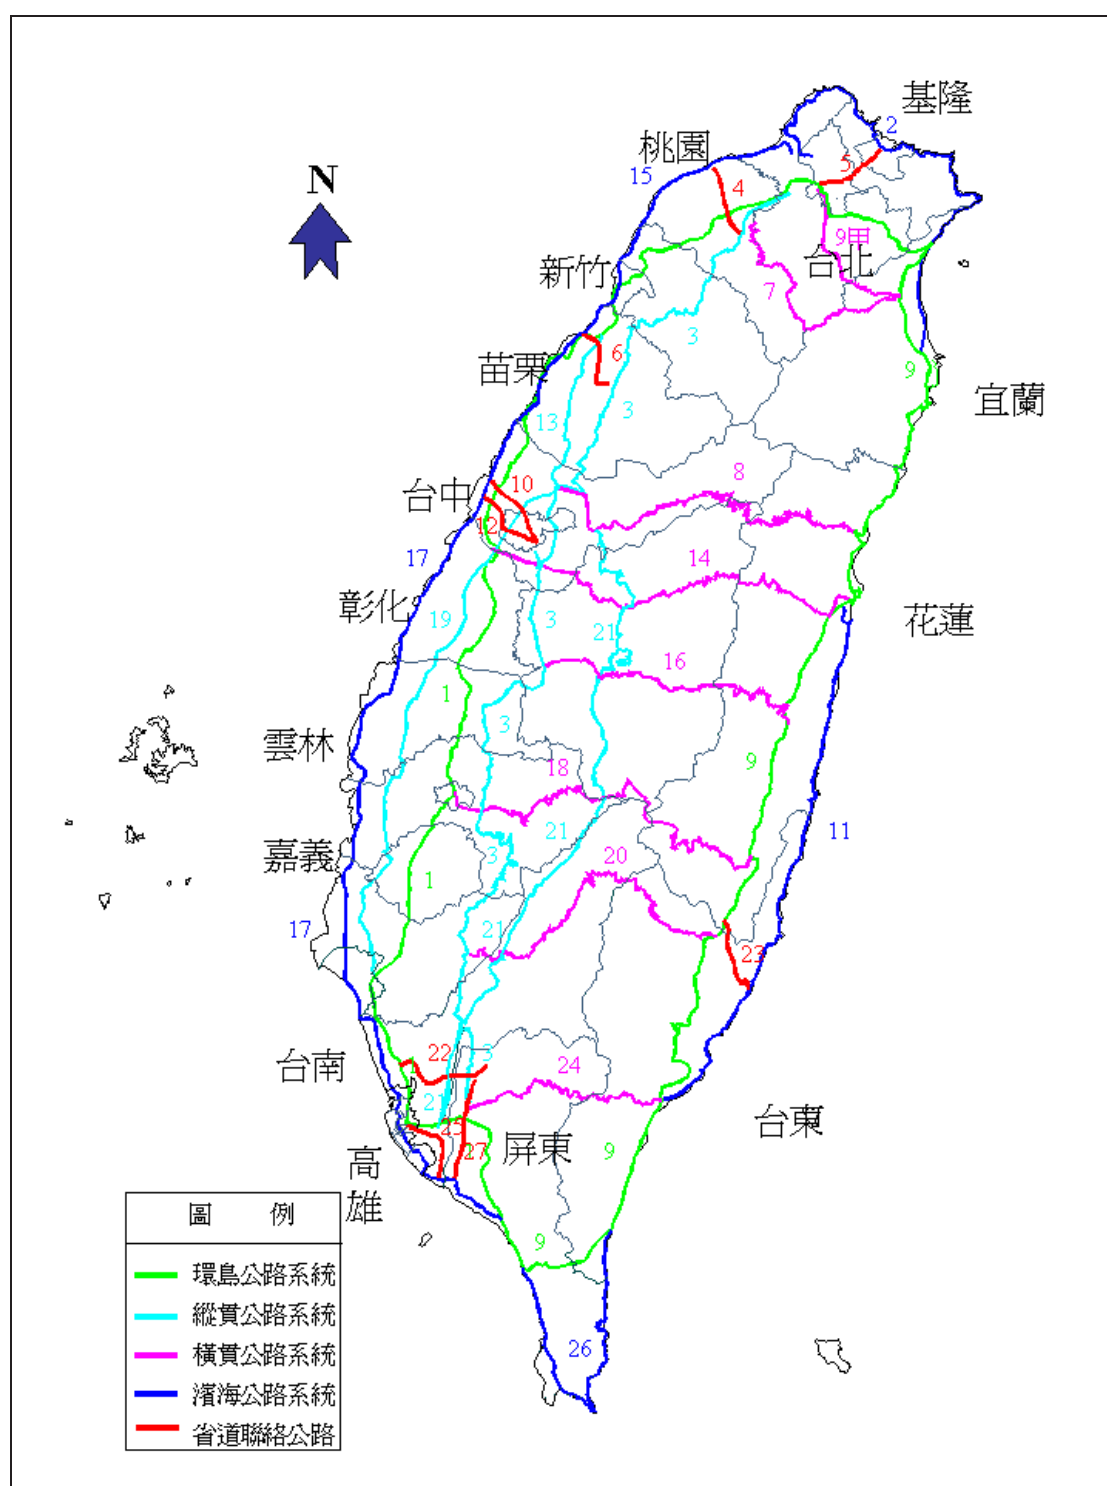 基隆
2
桃園
5
N
15
4
9甲
台北
新竹
7
3
6
苗栗
9
宜蘭
3
13
8
10
台中
12
17
14
彰化
花蓮
19
3
21
16
1
3
雲林
18
9
21
11
嘉義
3
20
1
17
21
23
22
3
台南
24
1
21
台東
25
27
屏東
9
高
雄
9
圖 例
環島公路系統
縱貫公路系統
橫貫公路系統
濱海公路系統
省道聯絡公路
26